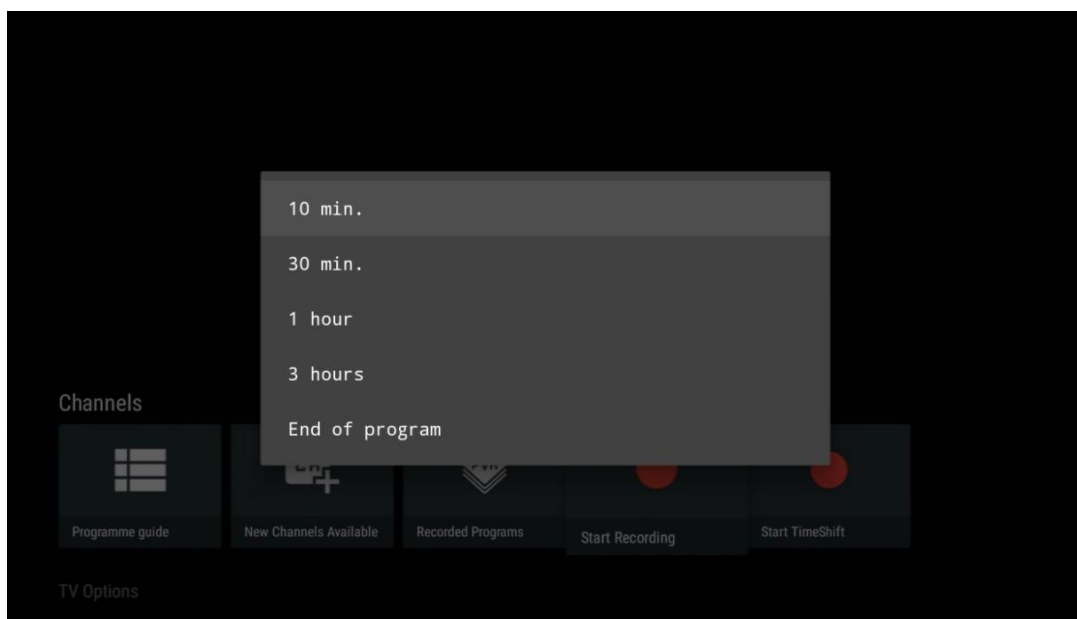 10 min.
30 min.
1 hour
3 hours
End of program
Channels
Programme guide
New Channels Available
Recorded Programs
Start Recording
Start TimeShift
TV Options